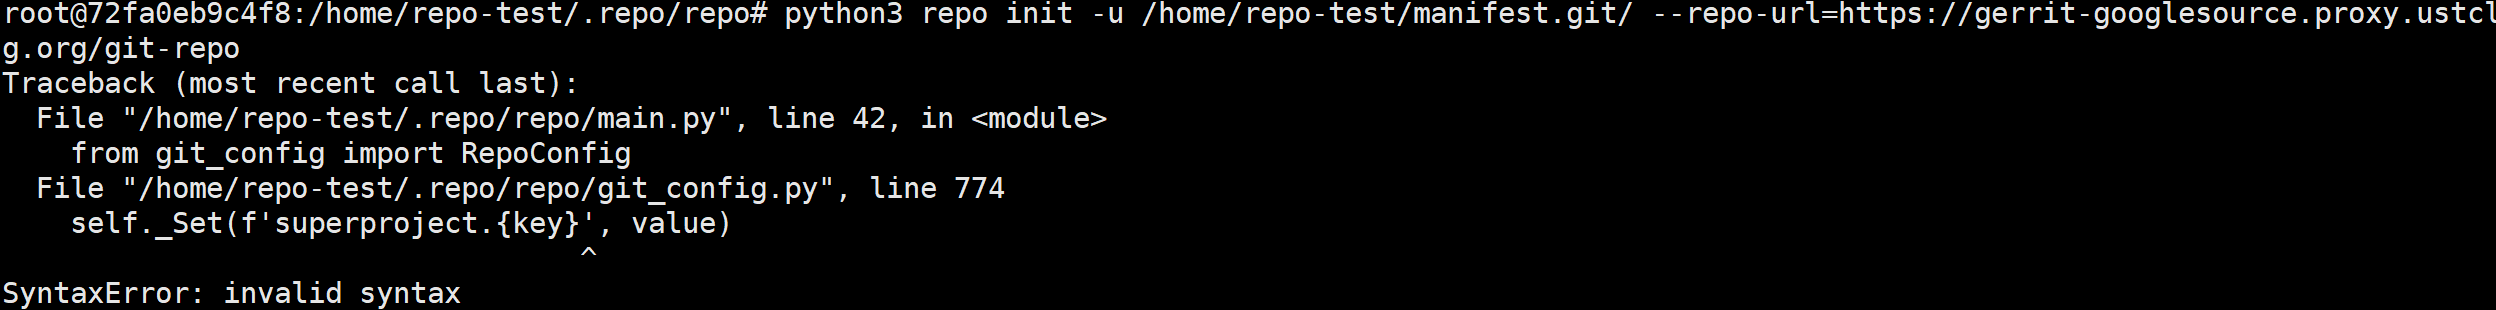 root@72fa0eb9c4f8:/home/repo-test/.repo/repo# python3 repo init -u /home/repo-test/manifest.git/ --repo-url=https://gerrit-googlesource.proxy.ustcl
g.org/git-repo
Traceback (most recent call last):
  File "/home/repo-test/.repo/repo/main.py", line 42, in <module>
    from git_config import RepoConfig
  File "/home/repo-test/.repo/repo/git_config.py", line 774
    self._Set(f'superproject.{key}', value)
                                  ^
SyntaxError: invalid syntax